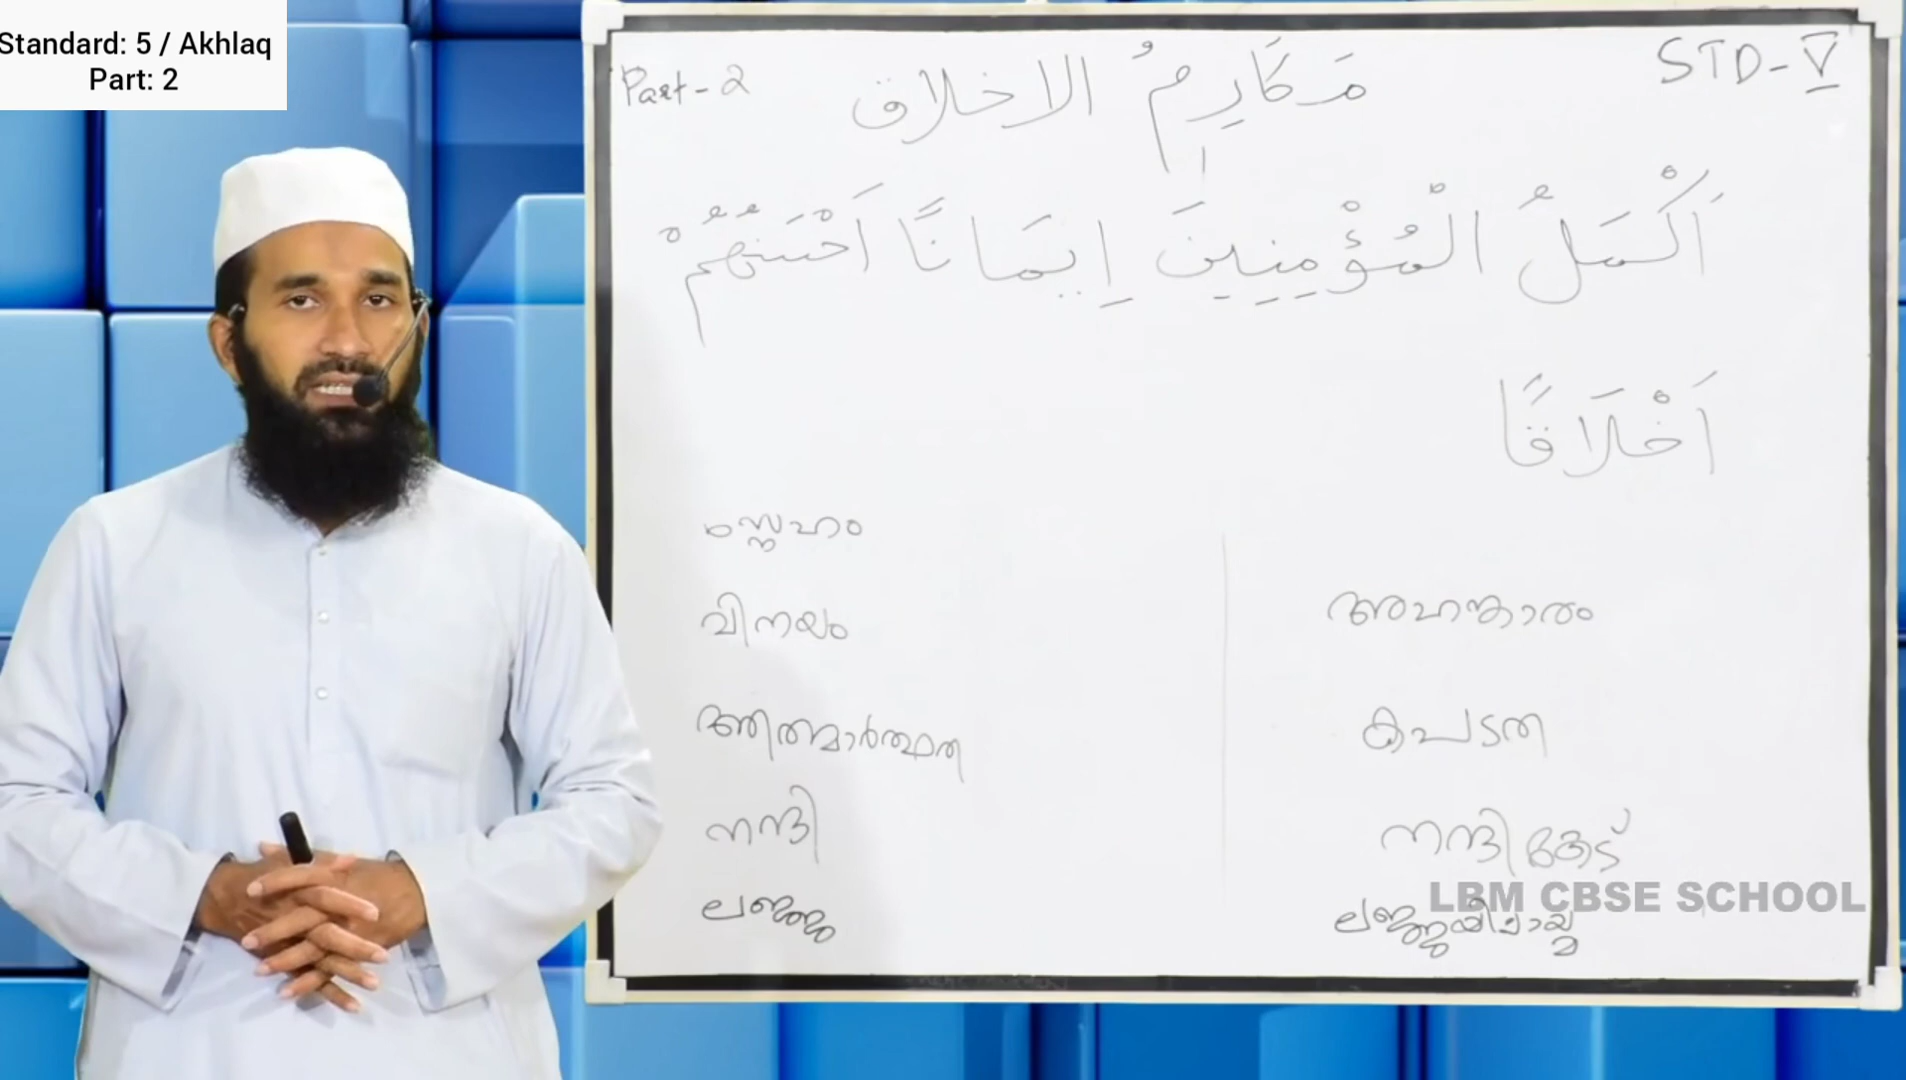 Standard: 5 / Akhlaq
Part: 2
Part - 2
مَكَارِمُ الاخلاق
STD - V
اَكْمَلُ الْمُؤْمِنِينَ اِيمَانًا اَحْسَنُهُمْ
اَخْلَاقًا
സ്നേഹം
വിനയം
അഹങ്കാരം
ആത്മാർത്ഥത
കപടത
നന്ദി
നന്ദികേട്
ലജ്ജ
ലജ്ജയില്ലായ്മ
LBM CBSE SCHOOL